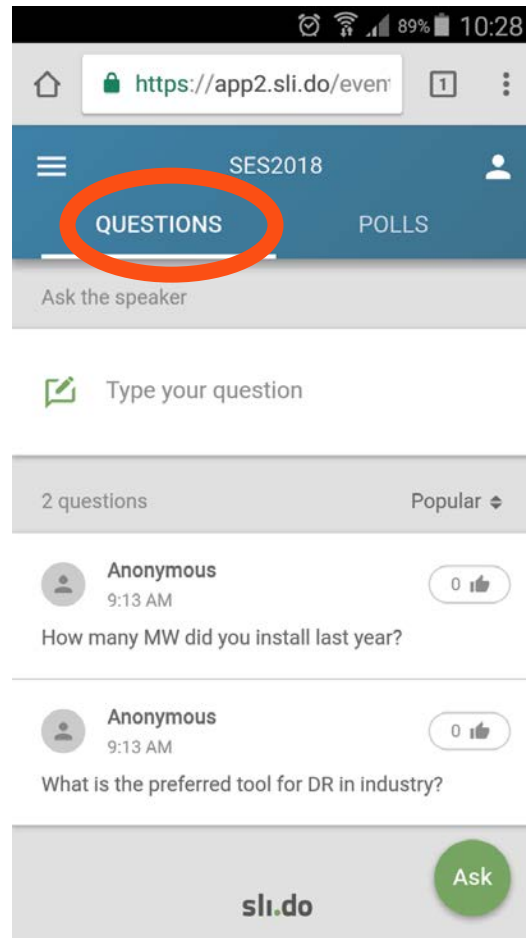 89% 10:28
https://app2.sli.do/even 1
SES2018
QUESTIONS POLLS
Ask the speaker
Type your question
2 questions Popular
Anonymous
9:13 AM
0
How many MW did you install last year?
Anonymous
9:13 AM
0
What is the preferred tool for DR in industry?
Ask
sli.do